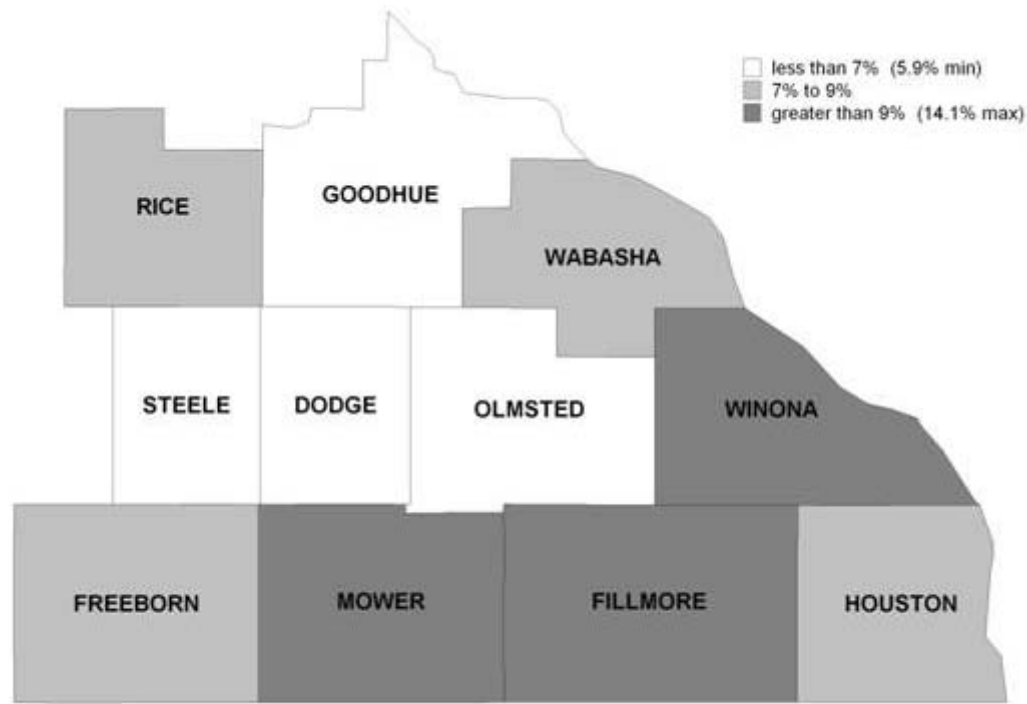 less than 7% (5.9% min)
7% to 9%
greater than 9% (14.1% max)
GOODHUE
RICE
WABASHA
STEELE
DODGE
OLMSTED
WINONA
FREEBORN
MOWER
FILLMORE
HOUSTON